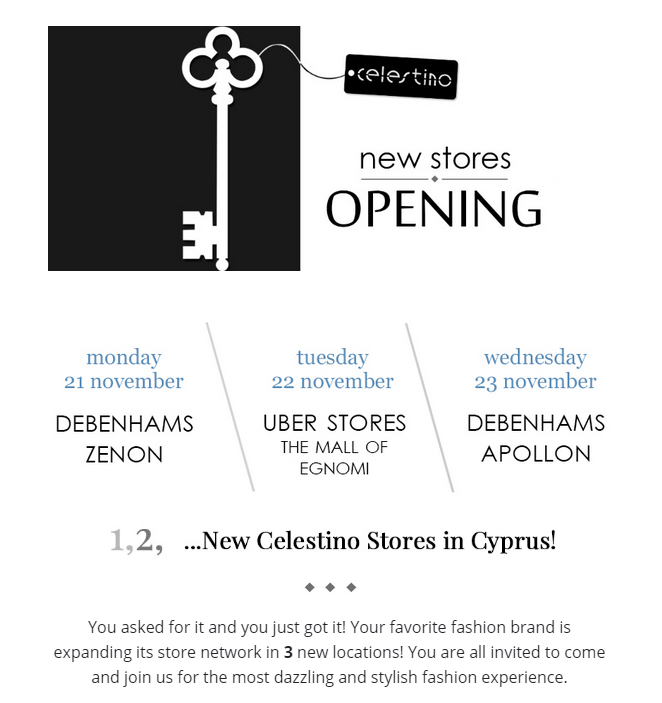 celestino
new stores
OPENING
monday
21 november
DEBENHAMS
ZENON
tuesday
22 november
UBER STORES
THE MALL OF
EGNOMI
wednesday
23 november
DEBENHAMS
APOLLON
1,2, ...New Celestino Stores in Cyprus!
You asked for it and you just got it! Your favorite fashion brand is
expanding its store network in 3 new locations! You are all invited to come
and join us for the most dazzling and stylish fashion experience.